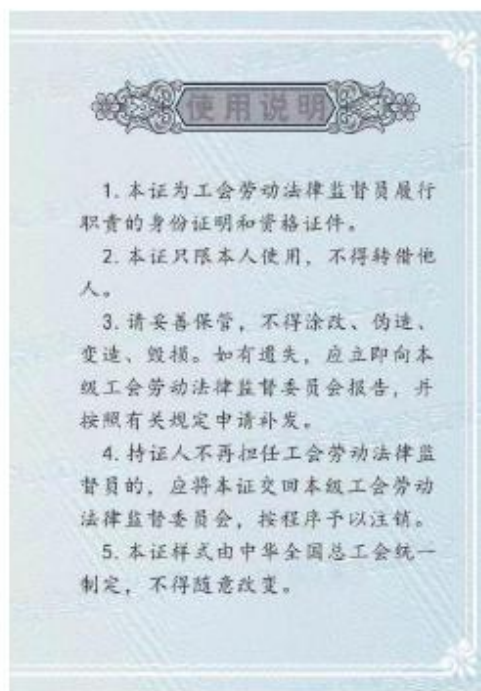 使用说明
1. 本证为工会劳动法律监督员履行
职责的身份证明和资格证件。
2. 本证只限本人使用，不得转借他
人。
3. 请妥善保管，不得涂改、伪造、
变造、毁损。如有遗失，应立即向本
级工会劳动法律监督委员会报告，并
按照有关规定申请补发。
4. 持证人不再担任工会劳动法律监
督员的，应将本证交回本级工会劳动
法律监督委员会，按程序予以注销。
5. 本证样式由中华全国总工会统一
制定，不得随意改变。